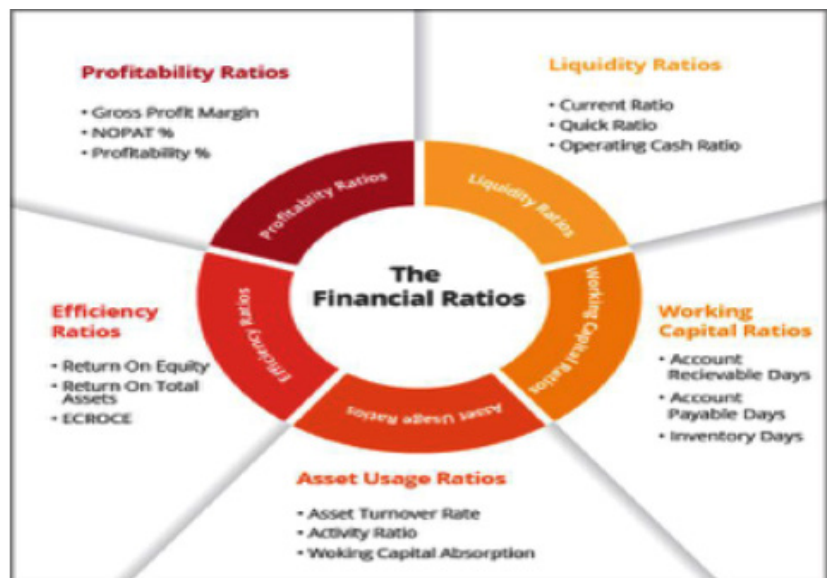 Profitability Ratios
• Gross Profit Margin
• NOPAT %
• Profitability %
Liquidity Ratios
• Current Ratio
• Quick Ratio
• Operating Cash Ratio
Profitability Ratios
Liquidity Ratios
The
Financial Ratios
Efficiency Ratios
Working Capital Ratios
Asset Usage Ratios
Efficiency
Ratios
• Return On Equity
• Return On Total
Assets
• ECROCE
Working
Capital Ratios
• Account
Recievable Days
• Account
Payable Days
• Inventory Days
Asset Usage Ratios
• Asset Turnover Rate
• Activity Ratio
• Woking Capital Absorption